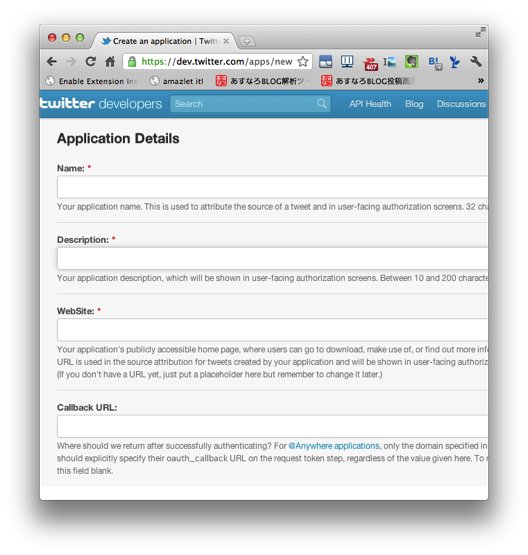 Create an application | Twitt
https://dev.twitter.com/apps/new
407
Enable Extension Ins
amazlet it!
あすなろBLOG解析ツー
あすなろBLOG投稿画
»
twitter developers
Search
API Health
Blog
Discussions
Application Details
Name: *
Your application name. This is used to attribute the source of a tweet and in user-facing authorization screens. 32 cha
Description: *
Your application description, which will be shown in user-facing authorization screens. Between 10 and 200 characte
WebSite: *
Your application's publicly accessible home page, where users can go to download, make use of, or find out more info
URL is used in the source attribution for tweets created by your application and will be shown in user-facing authoriz
(If you don't have a URL yet, just put a placeholder here but remember to change it later.)
Callback URL:
Where should we return after successfully authenticating? For @Anywhere applications, only the domain specified in
should explicitly specify their oauth_callback URL on the request token step, regardless of the value given here. To r
this field blank.